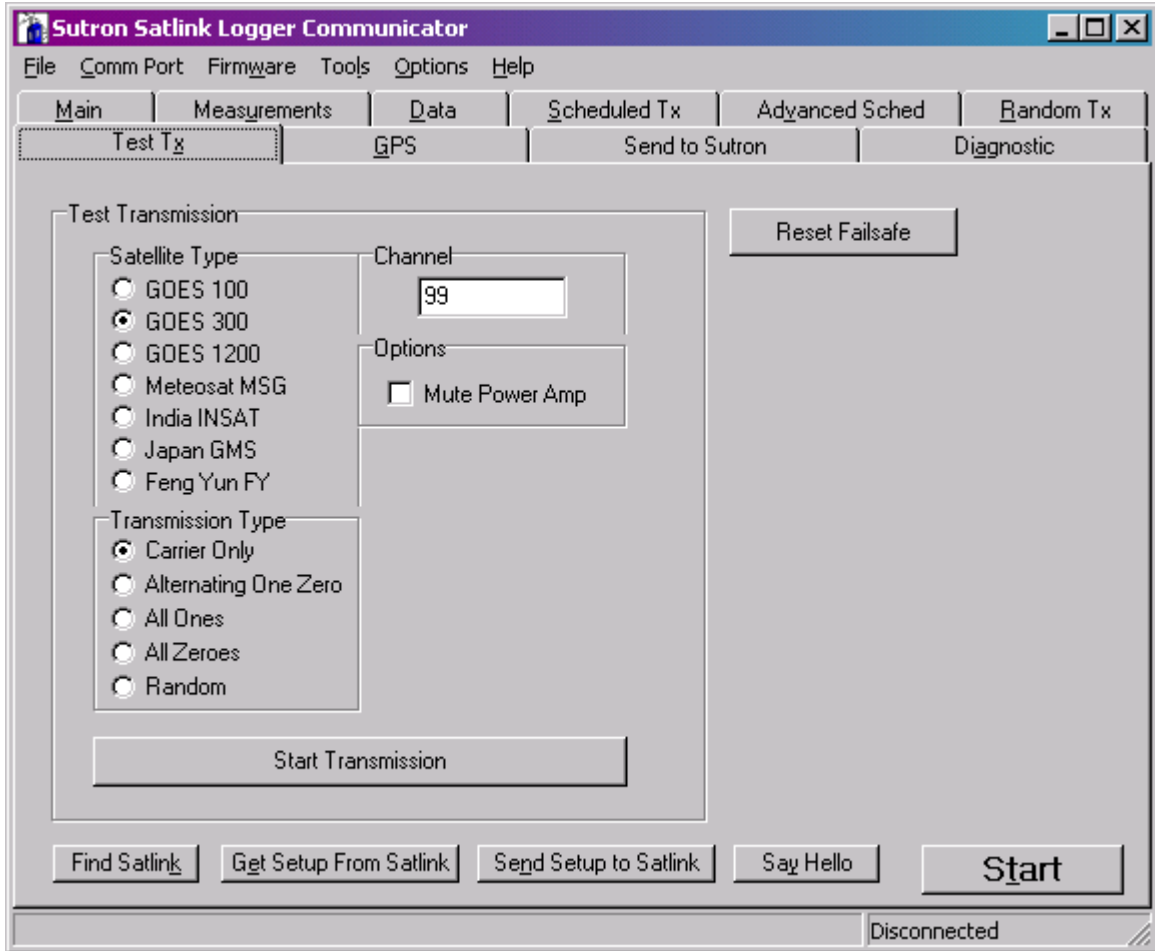 Sutron Satlink Logger Communicator
File Comm Port Firmware Tools Options Help
Main Measurements Data Scheduled Tx Advanced Sched Random Tx
Test Tx GPS Send to Sutron Diagnostic
Test Transmission
Reset Failsafe
Satellite Type
GOES 100
GOES 300
GOES 1200
Meteosat MSG
India INSAT
Japan GMS
Feng Yun FY
Channel
99
Options
Mute Power Amp
Transmission Type
Carrier Only
Alternating One Zero
All Ones
All Zeroes
Random
Start Transmission
Find Satlink Get Setup From Satlink Send Setup to Satlink Say Hello Start
Disconnected